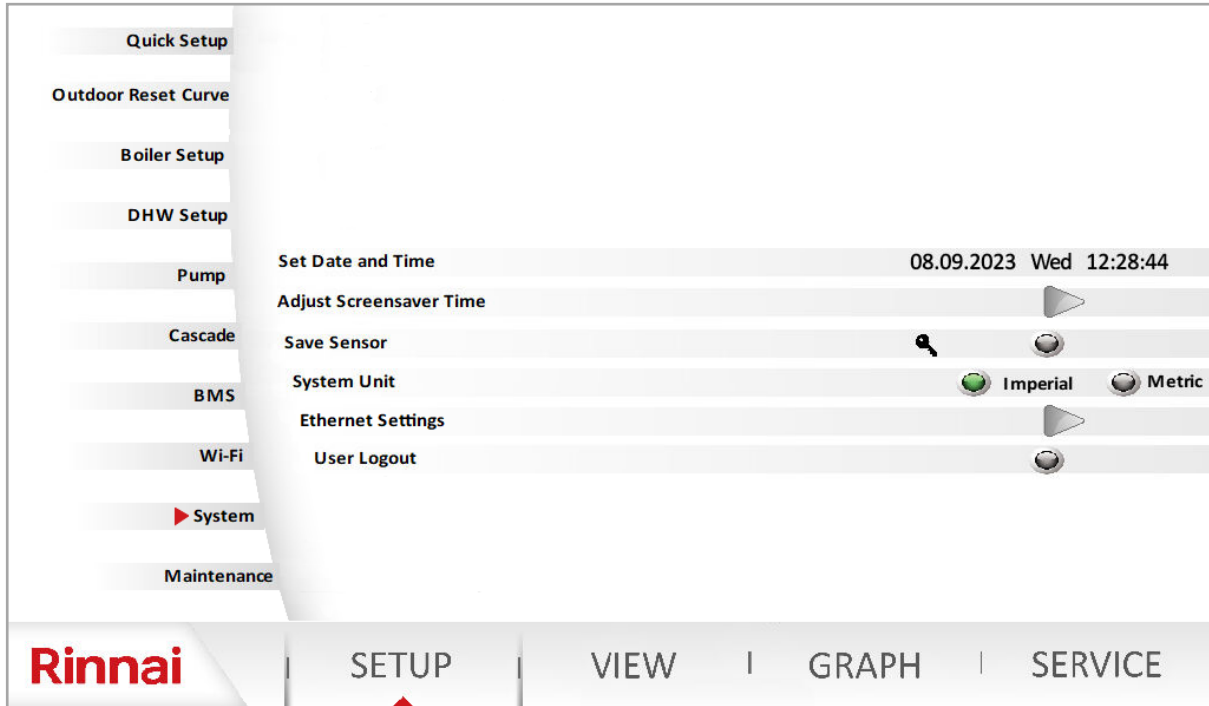 Quick Setup
Outdoor Reset Curve
Boiler Setup
DHW Setup
Pump
Cascade
BMS
Wi-Fi
System
Maintenance
Set Date and Time 08.09.2023 Wed 12:28:44
Adjust Screensaver Time
Save Sensor
System Unit Imperial Metric
Ethernet Settings
User Logout
Rinnai SETUP VIEW GRAPH SERVICE